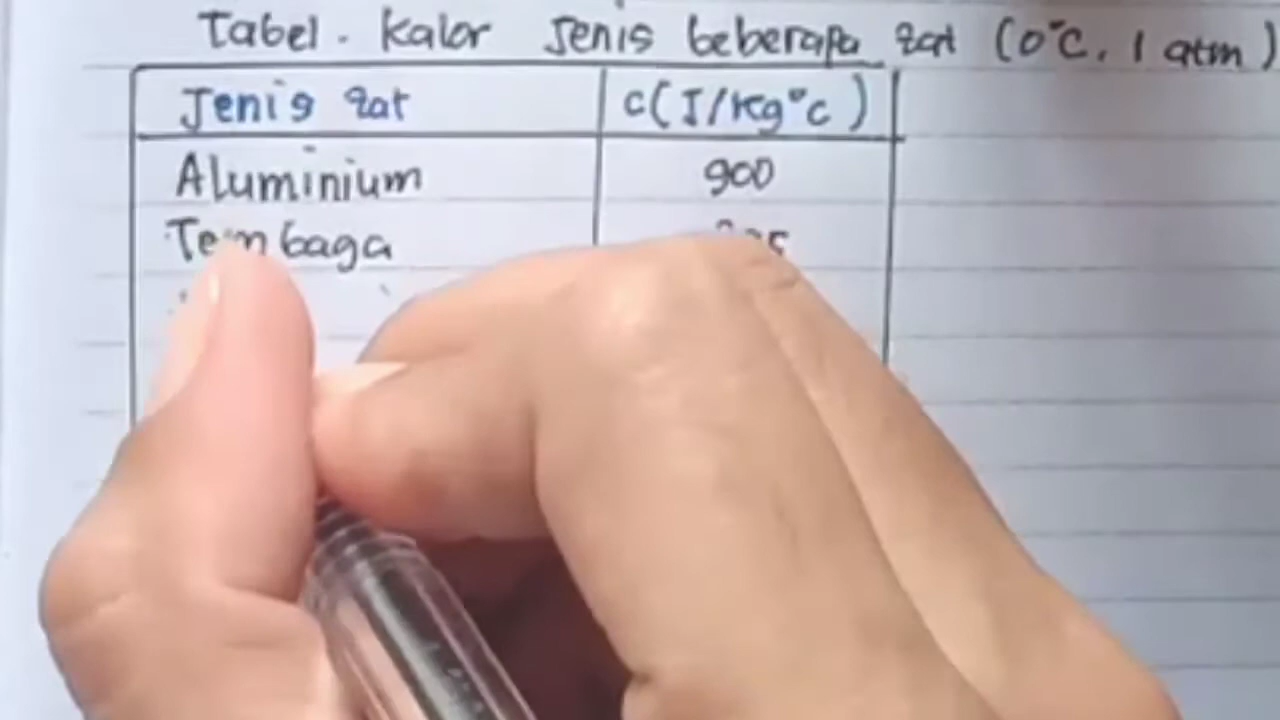 Tabel. Kalor Jenis beberapa zat (0°C, 1 atm)
Jenis zat c(J/Kg°c)
Aluminium 900
Tembaga